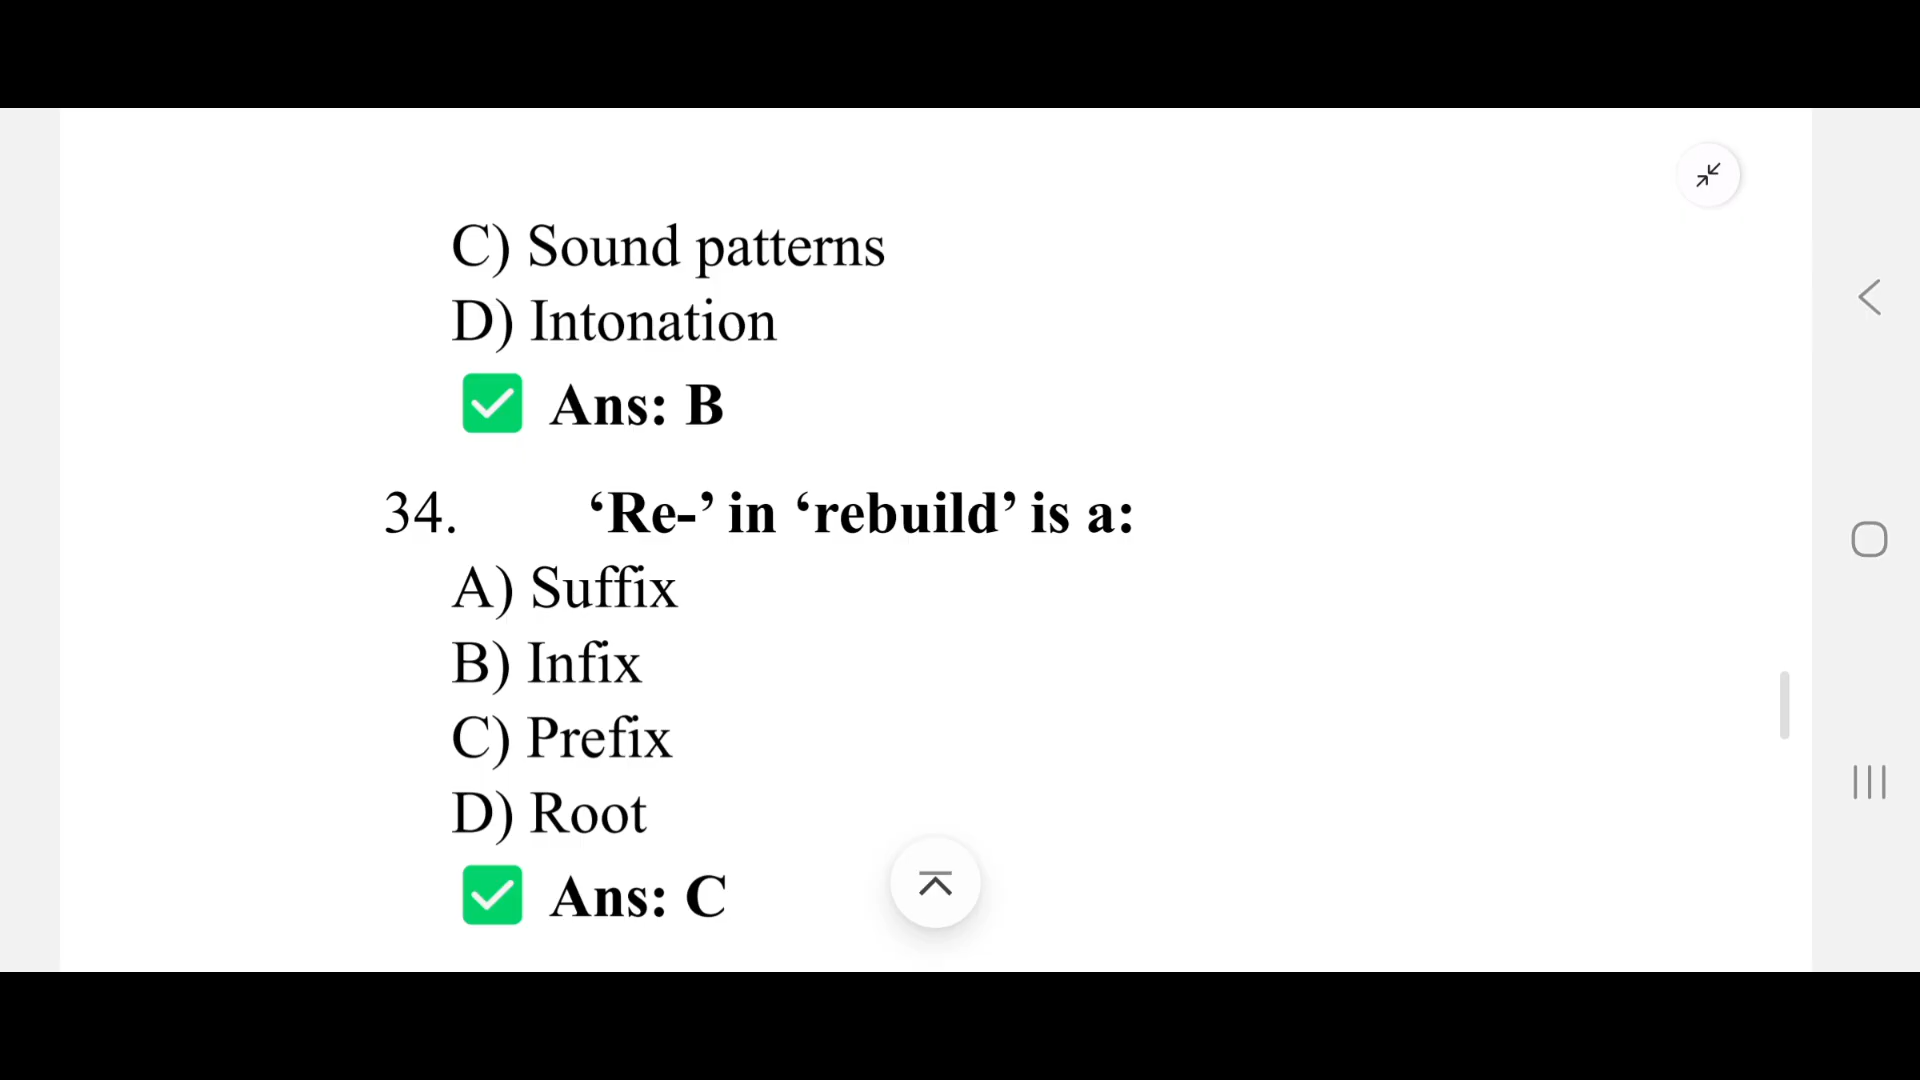 C) Sound patterns
D) Intonation
Ans: B
34. ‘Re-’ in ‘rebuild’ is a:
A) Suffix
B) Infix
C) Prefix
D) Root
Ans: C